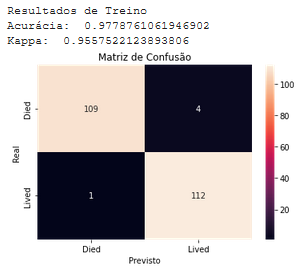 Resultados de Treino
Acurácia:  0.9778761061946902
Kappa:  0.9557522123893806
Matriz de Confusão
Died
109
4
Real
Lived
1
112
Died
Lived
Previsto
100
80
60
40
20